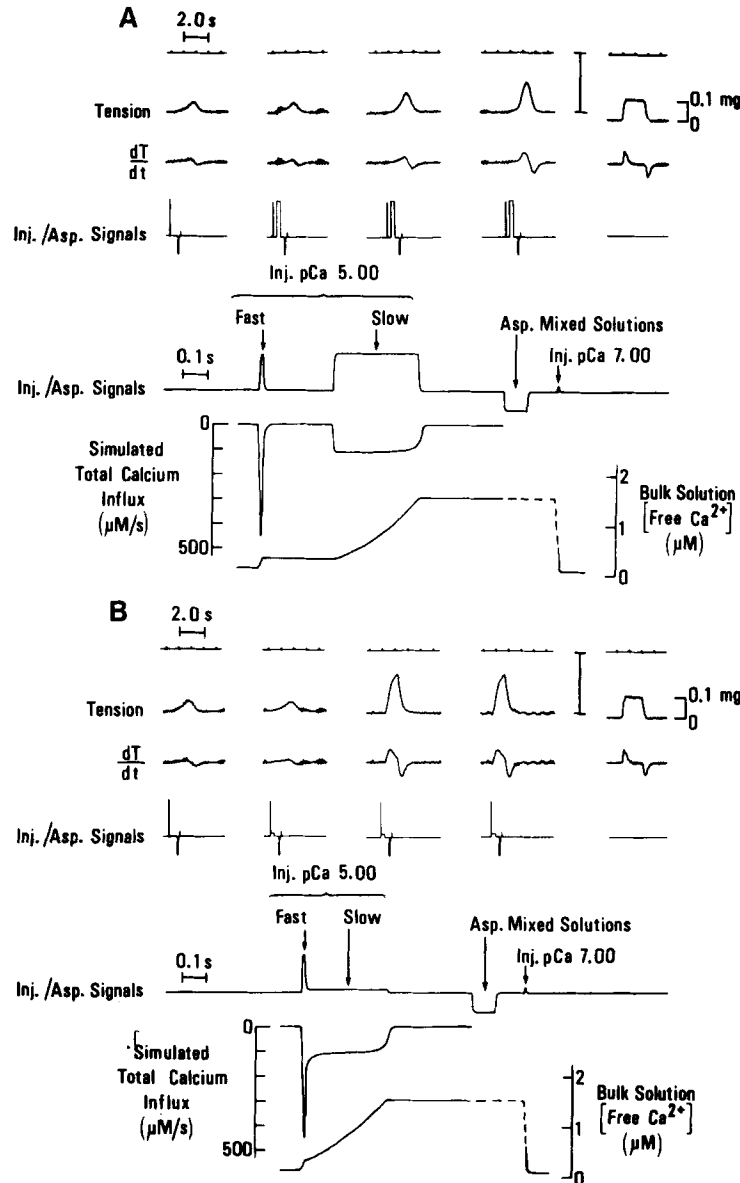 A
2.0 s
Tension
0.1 mg
0
dT
dt
Inj. /Asp. Signals
Inj. pCa 5.00
Fast
Slow
Asp. Mixed Solutions
Inj. pCa 7.00
0.1 s
Inj. /Asp. Signals
0
Simulated
Total Calcium
Influx
(μM/s)
500
2
1
0
Bulk Solution
[Free Ca2+]
(μM)
B
2.0 s
Tension
0.1 mg
0
dT
dt
Inj. /Asp. Signals
Inj. pCa 5.00
Fast
Slow
Asp. Mixed Solutions
Inj. pCa 7.00
0.1 s
Inj. /Asp. Signals
0
Simulated
Total Calcium
Influx
(μM/s)
500
2
1
0
Bulk Solution
[Free Ca2+]
(μM)